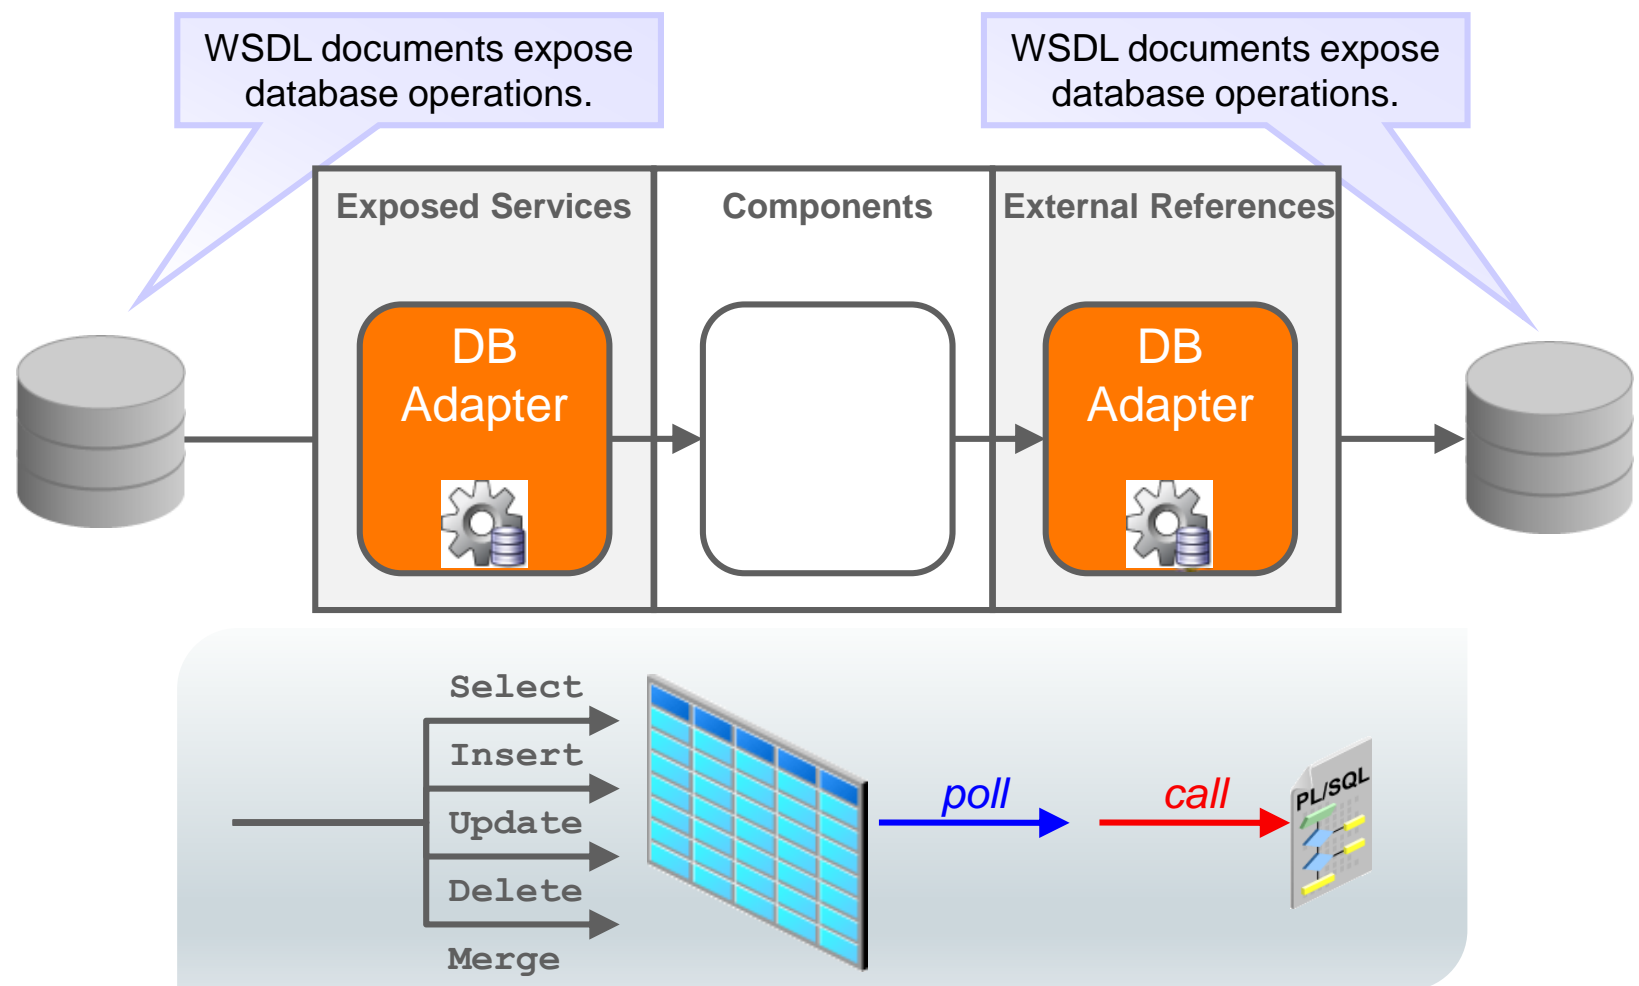 WSDL documents expose
database operations.
WSDL documents expose
database operations.
Exposed Services
Components
External References
DB
Adapter
DB
Adapter
Select
Insert
Update
Delete
Merge
poll
call
PL/SQL